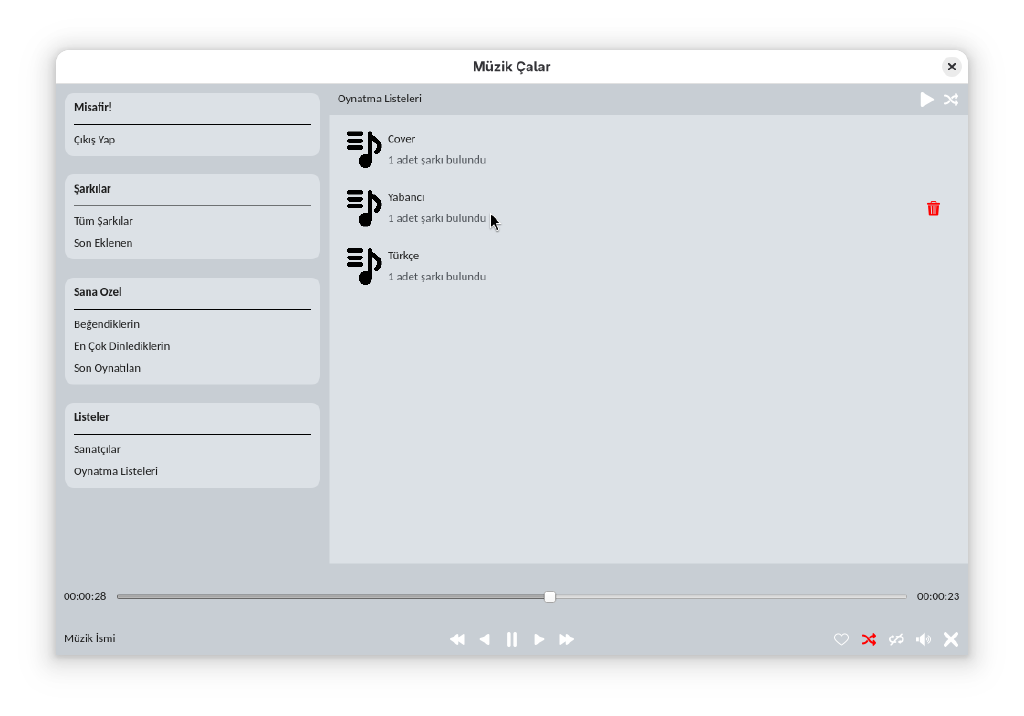 Müzik Çalar
Misafir!
Çıkış Yap
Şarkılar
Tüm Şarkılar
Son Eklenen
Sana Özel
Beğendiklerin
En Çok Dinlediklerin
Son Oynatılan
Listeler
Sanatçılar
Oynatma Listeleri
Oynatma Listeleri
Cover
1 adet şarkı bulundu
Yabancı
1 adet şarkı bulundu
Türkçe
1 adet şarkı bulundu
00:00:28
00:00:23
Müzik İsmi